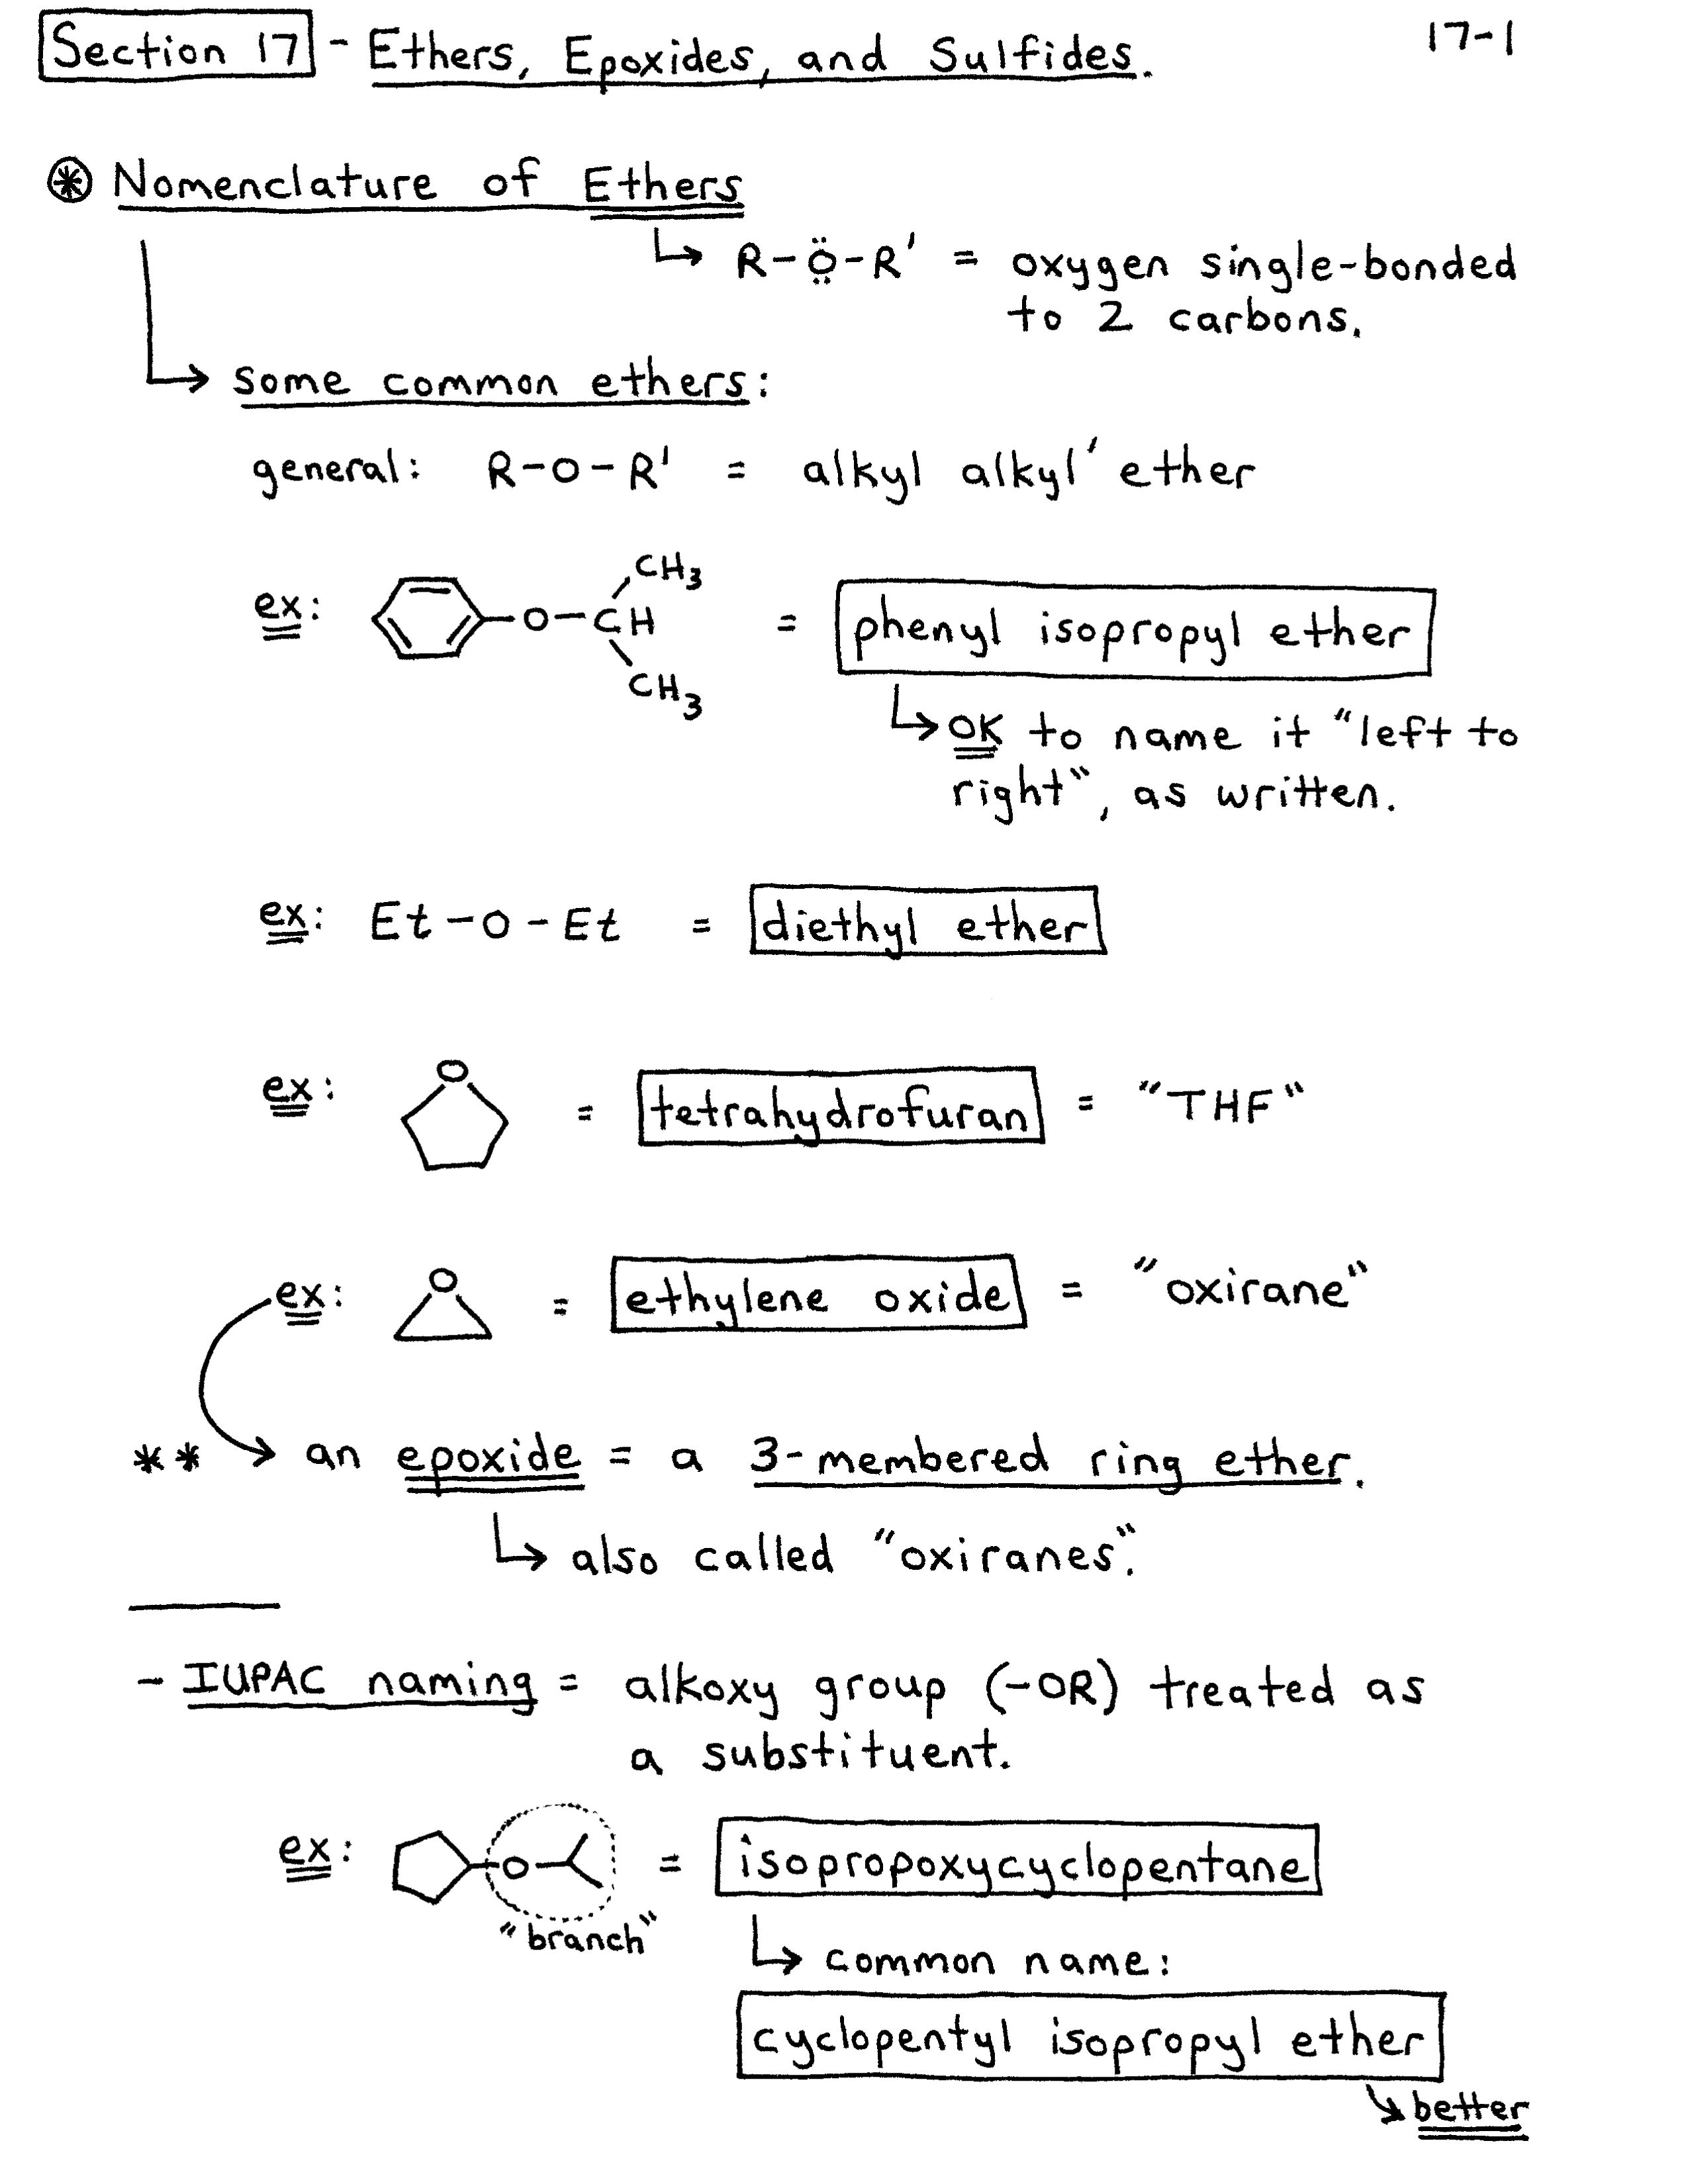 Section 17 - Ethers, Epoxides, and Sulfides. 17-1
⊛ Nomenclature of Ethers
↳ R-Ö-R' = oxygen single-bonded
to 2 carbons.
↳ some common ethers:
general: R-O-R' = alkyl alkyl' ether
CH3
ex: -O-CH = phenyl isopropyl ether
CH3
↳ OK to name it "left to
right", as written.
ex: Et-O-Et = diethyl ether
O
ex: = tetrahydrofuran = "THF"
O
ex: = ethylene oxide = "oxirane"
** → an epoxide = a 3-membered ring ether.
↳ also called "oxiranes".
- IUPAC naming = alkoxy group (-OR) treated as
a substituent.
ex: -O- = isopropoxycyclopentane
"branch"
↳ common name:
cyclopentyl isopropyl ether
↘ better